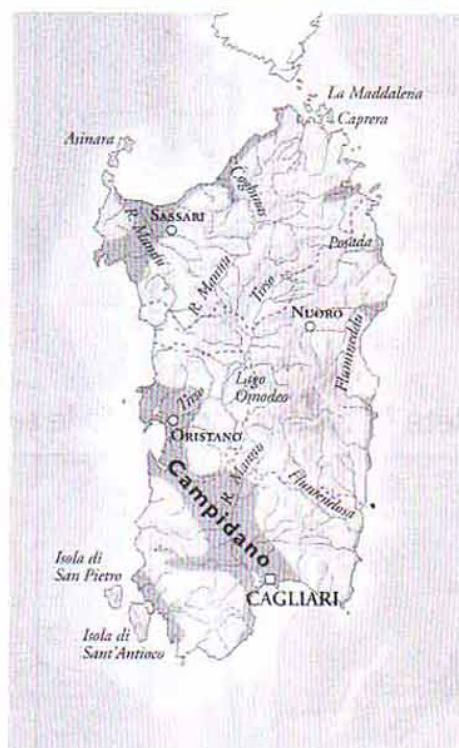 La Maddalena
Caprera
Asinara
Coghinas
SASSARI
R. Mannu
Posada
R. Mannu
Tirso
NUORO
Flumineddu
Lago
Omodeo
Tirso
ORISTANO
R. Mannu
Flumendosa
Campidano
Isola di
San Pietro
CAGLIARI
Isola di
Sant'Antioco